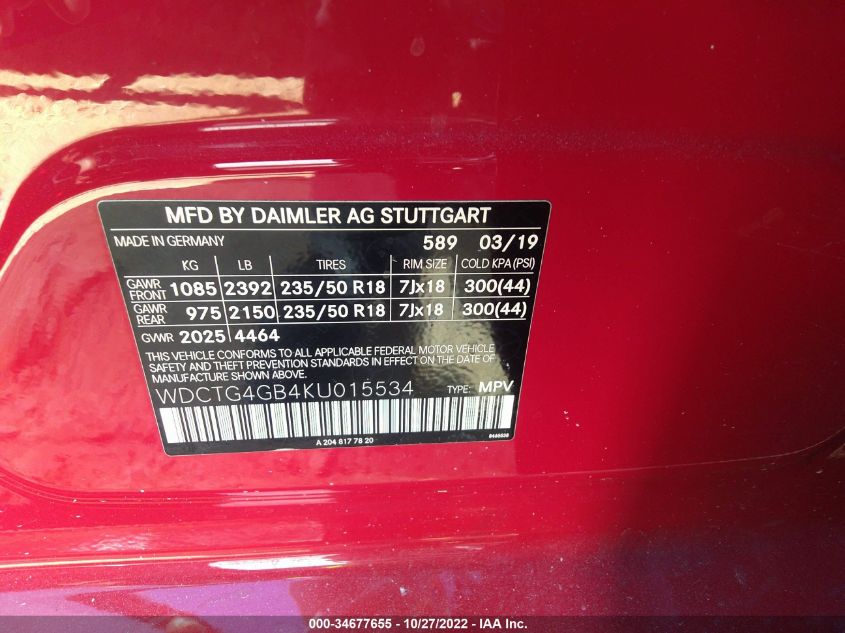 MFD BY DAIMLER AG STUTTGART
MADE IN GERMANY 589 03/19
KG LB TIRES RIM SIZE COLD KPA (PSI)
GAWR FRONT 1085 2392 235/50 R18 7Jx18 300(44)
GAWR REAR 975 2150 235/50 R18 7Jx18 300(44)
GVWR 2025 4464
THIS VEHICLE CONFORMS TO ALL APPLICABLE FEDERAL MOTOR VEHICLE
SAFETY AND THEFT PREVENTION STANDARDS IN EFFECT ON THE DATE OF
MANUFACTURE SHOWN ABOVE.
WDCTG4GB4KU015534 TYPE: MPV
A 204 817 78 20
000-34677655 - 10/27/2022 - IAA Inc.